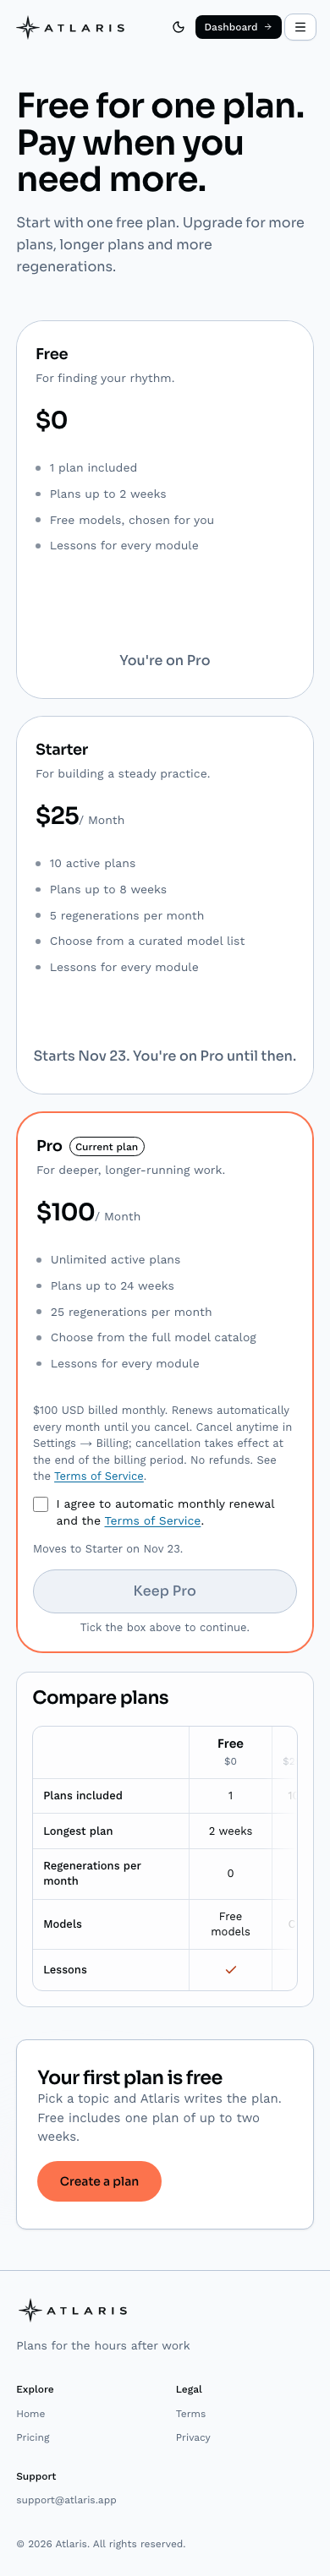 ATLARIS
Dashboard →
Free for one plan.
Pay when you
need more.
Start with one free plan. Upgrade for more
plans, longer plans and more
regenerations.
Free
For finding your rhythm.
$0
1 plan included
Plans up to 2 weeks
Free models, chosen for you
Lessons for every module
You're on Pro
Starter
For building a steady practice.
$25/ Month
10 active plans
Plans up to 8 weeks
5 regenerations per month
Choose from a curated model list
Lessons for every module
Starts Nov 23. You're on Pro until then.
Pro Current plan
For deeper, longer-running work.
$100/ Month
Unlimited active plans
Plans up to 24 weeks
25 regenerations per month
Choose from the full model catalog
Lessons for every module
$100 USD billed monthly. Renews automatically
every month until you cancel. Cancel anytime in
Settings → Billing; cancellation takes effect at
the end of the billing period. No refunds. See
the Terms of Service.
I agree to automatic monthly renewal
and the Terms of Service.
Moves to Starter on Nov 23.
Keep Pro
Tick the box above to continue.
Compare plans
Free
$0
Plans included 1
Longest plan 2 weeks
Regenerations per
month 0
Models Free
models
Lessons
Your first plan is free
Pick a topic and Atlaris writes the plan.
Free includes one plan of up to two
weeks.
Create a plan
ATLARIS
Plans for the hours after work
Explore Legal
Home Terms
Pricing Privacy
Support
support@atlaris.app
© 2026 Atlaris. All rights reserved.